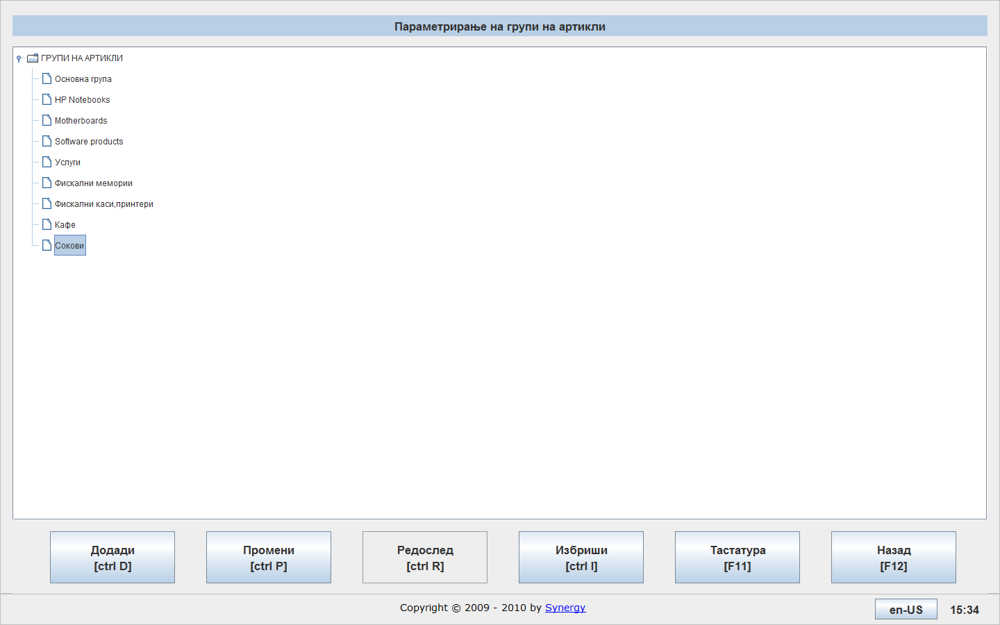 Параметрирање на групи на артикли
ГРУПИ НА АРТИКЛИ
Основна група
HP Notebooks
Motherboards
Software products
Услуги
Фискални мемории
Фискални каси,принтери
Кафе
Сокови
Додади
[ctrl D]
Промени
[ctrl P]
Редослед
[ctrl R]
Избриши
[ctrl I]
Тастатура
[F11]
Назад
[F12]
Copyright © 2009 - 2010 by Synergy
en-US
15:34